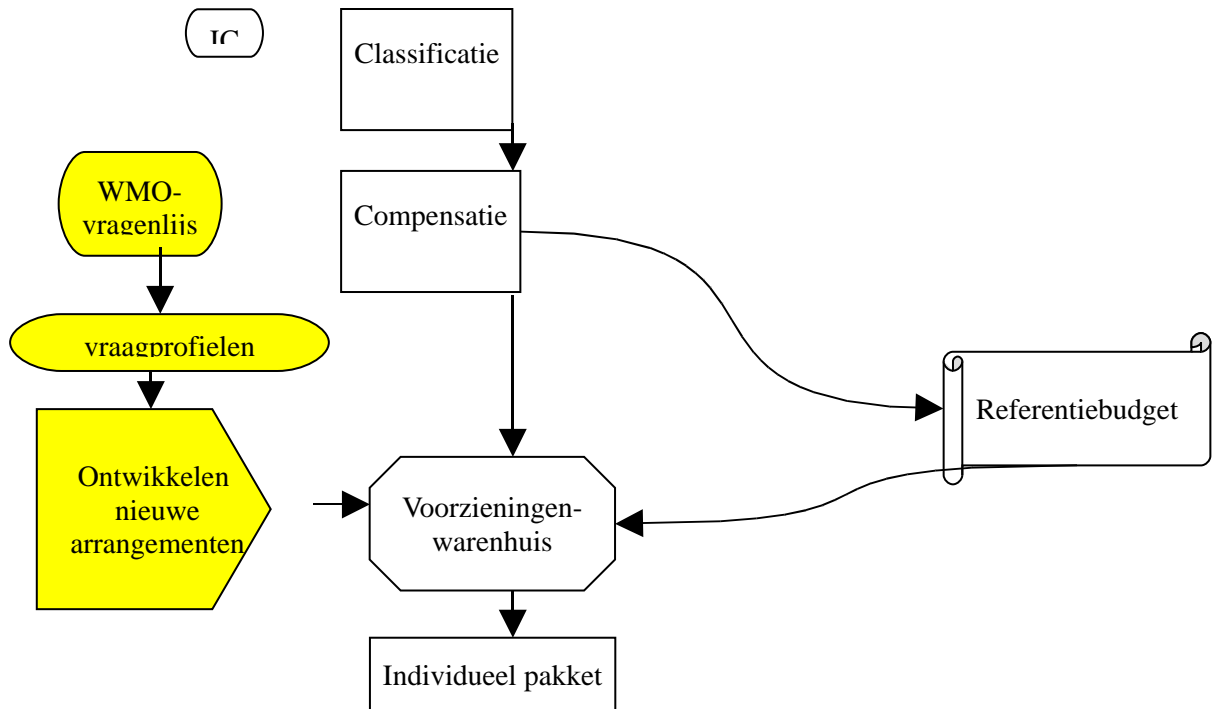 Classificatie
WMO-
vragenlijs
Compensatie
vraagprofielen
Referentiebudget
Ontwikkelen
nieuwe
arrangementen
Voorzieningen-
warenhuis
Individueel pakket